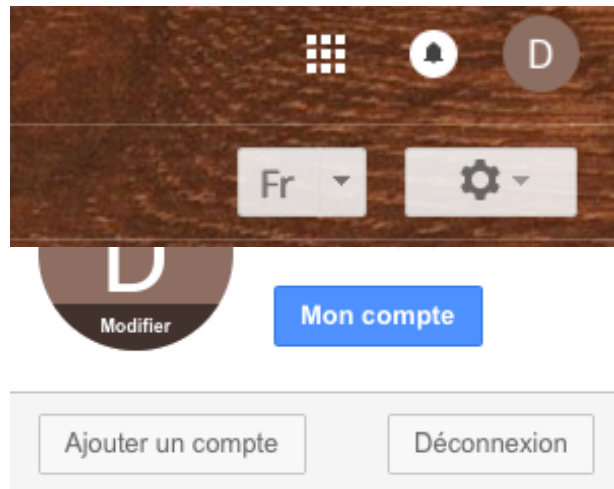 D
Fr
D
Modifier
Mon compte
Ajouter un compte
Déconnexion